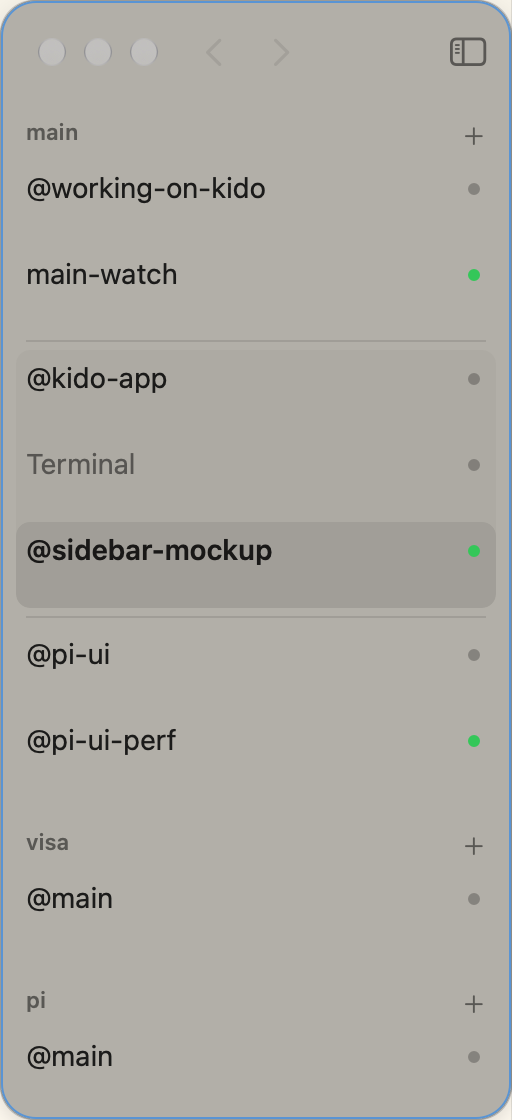 main
@working-on-kido
main-watch
@kido-app
Terminal
@sidebar-mockup
@pi-ui
@pi-ui-perf
visa
@main
pi
@main